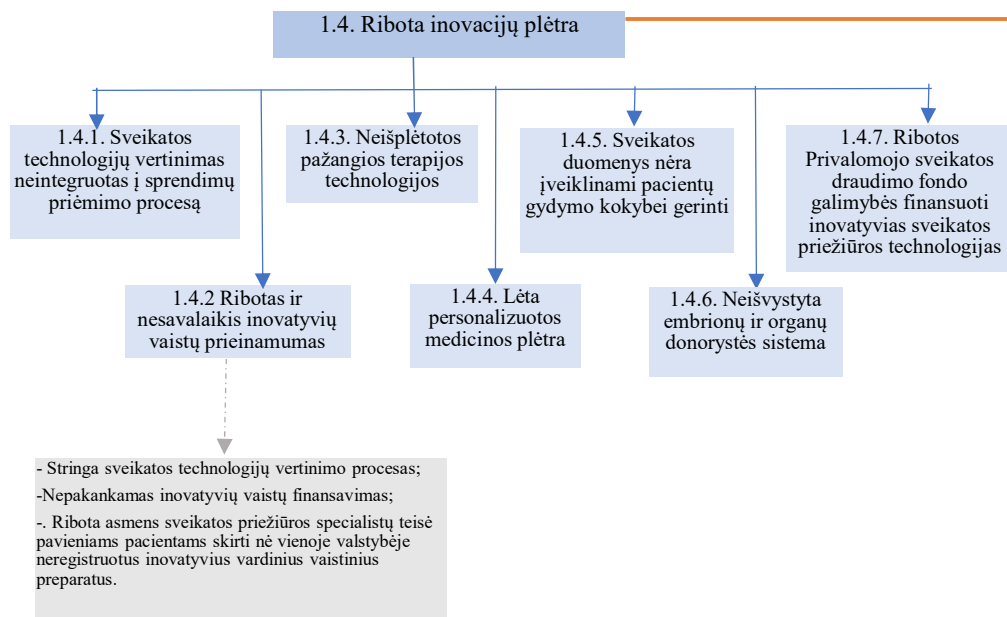 1.4. Ribota inovacijų plėtra
1.4.1. Sveikatos
technologijų vertinimas
neintegruotas į sprendimų
priėmimo procesą
1.4.3. Neišplėtotos
pažangios terapijos
technologijos
1.4.5. Sveikatos
duomenys nėra
įveiklinami pacientų
gydymo kokybei gerinti
1.4.7. Ribotos
Privalomojo sveikatos
draudimo fondo
galimybės finansuoti
inovatyvias sveikatos
priežiūros technologijas
1.4.2 Ribotas ir
nesavalaikis inovatyvių
vaistų prieinamumas
1.4.4. Lėta
personalizuotos
medicinos plėtra
1.4.6. Neišvystyta
embrionų ir organų
donorystės sistema
- Stringa sveikatos technologijų vertinimo procesas;
-Nepakankamas inovatyvių vaistų finansavimas;
-. Ribota asmens sveikatos priežiūros specialistų teisė
pavieniams pacientams skirti nė vienoje valstybėje
neregistruotus inovatyvius vardinius vaistinius
preparatus.